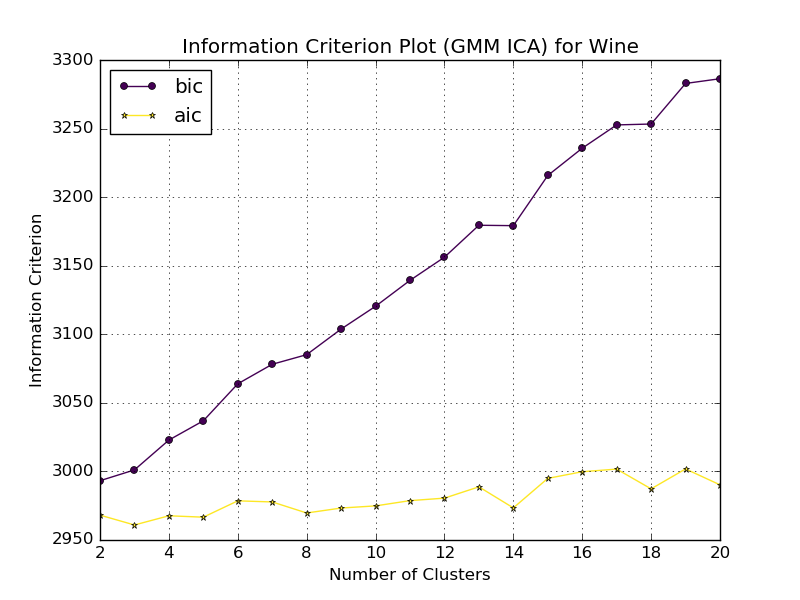 Information Criterion Plot (GMM ICA) for Wine
bic
aic
3300
3250
3200
3150
3100
3050
3000
2950
Information Criterion
2 4 6 8 10 12 14 16 18 20
Number of Clusters